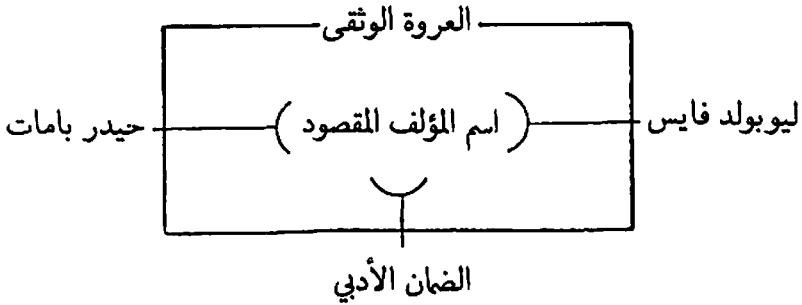 العروة الوثقى
ليوبولد فايس ( اسم المؤلف المقصود ) حيدر بامات
الضمان الأدبي